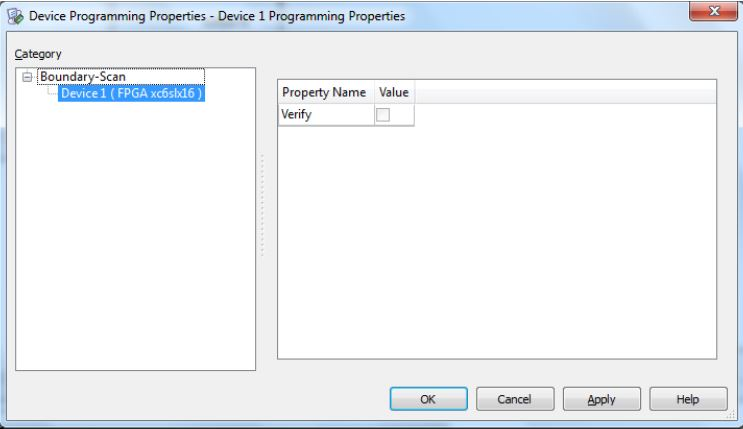 Device Programming Properties - Device 1 Programming Properties
Category
Boundary-Scan
Device 1 ( FPGA xc6slx16 )
Property Name Value
Verify
OK Cancel Apply Help